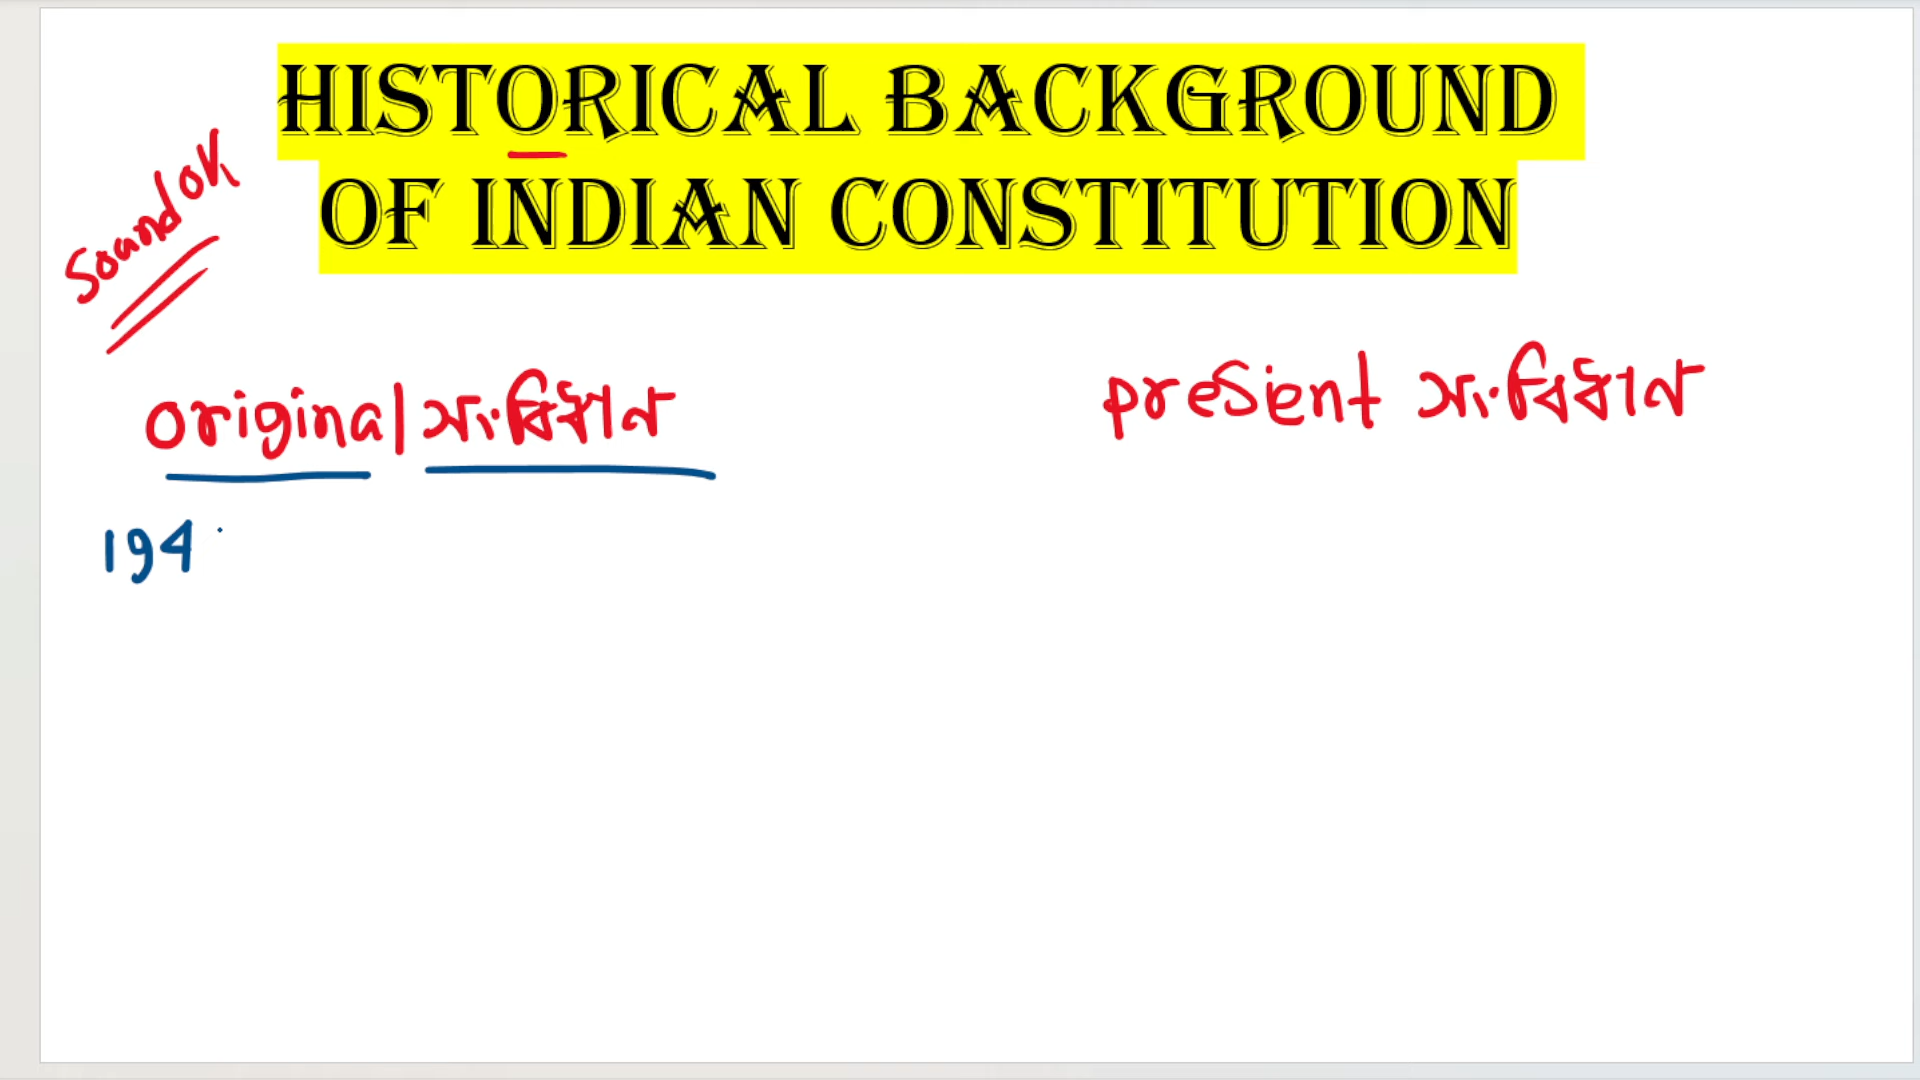 HISTORICAL BACKGROUND
OF INDIAN CONSTITUTION
Sound OK
original সংবিধান
present সংবিধান
194